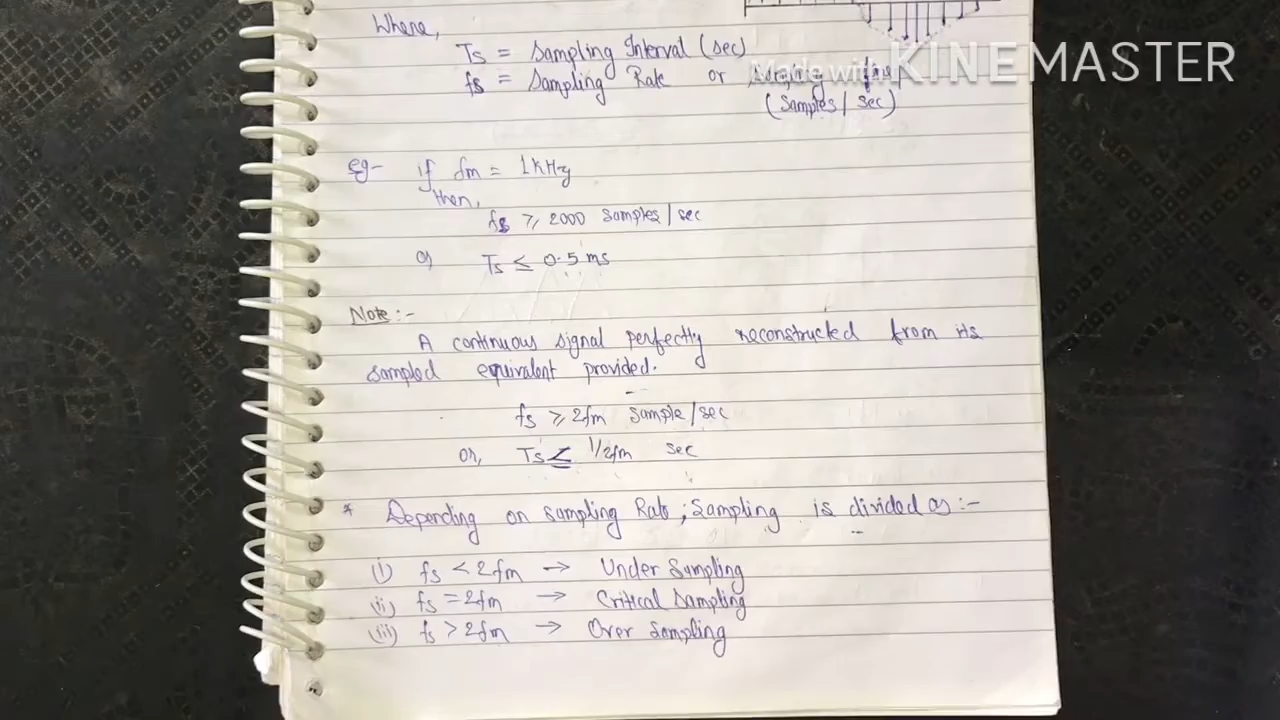 Where,
Ts = Sampling Interval (sec)
fs = Sampling Rate or
Made with KINEMASTER
(Samples/sec)
eg- if fm = 1kHz
then,
fs ≥ 2000 samples/sec
or Ts ≤ 0.5 ms
Note:-
A continuous signal perfectly reconstructed from its
sampled equivalent provided.
fs ≥ 2fm sample/sec
or, Ts ≤ 1/2fm sec
* Depending on sampling Rate; Sampling is divided as:-
(i) fs < 2fm → Under Sampling
(ii) fs = 2fm → Critical Sampling
(iii) fs > 2fm → Over Sampling